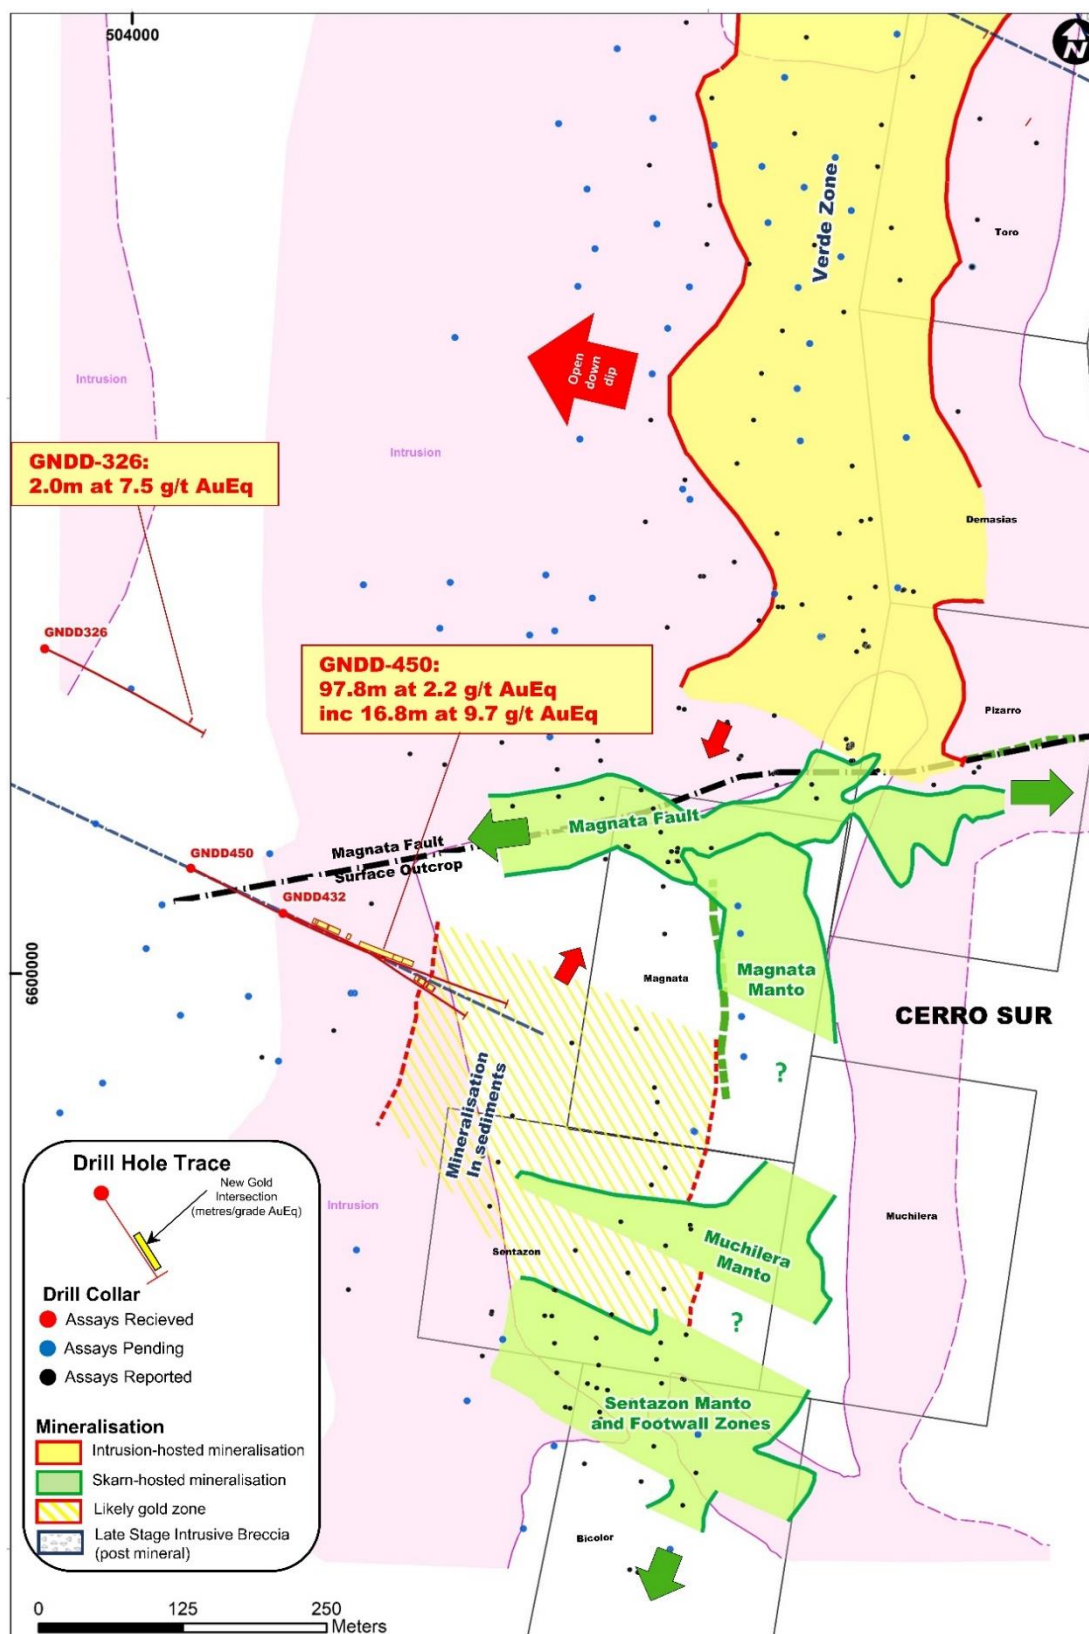 504000
N
Verde Zone
Toro
Open
down
dip
Intrusion
Intrusion
GNDD-326:
2.0m at 7.5 g/t AuEq
Demasias
GNDD326
GNDD-450:
97.8m at 2.2 g/t AuEq
inc 16.8m at 9.7 g/t AuEq
Pizarro
Magnata Fault
Magnata Fault
Surface Outcrop
GNDD450
GNDD432
6600000
Magnata
Magnata
Manto
CERRO SUR
?
Mineralisation
In sediments
Drill Hole Trace
New Gold
Intersection
(metres/grade AuEq)
Intrusion
Muchilera
Sentazon
Muchilera
Manto
?
Drill Collar
Assays Recieved
Assays Pending
Assays Reported
Sentazon Manto
and Footwall Zones
Mineralisation
Intrusion-hosted mineralisation
Skarn-hosted mineralisation
Likely gold zone
Late Stage Intrusive Breccia
(post mineral)
Bicolor
0 125 250
Meters